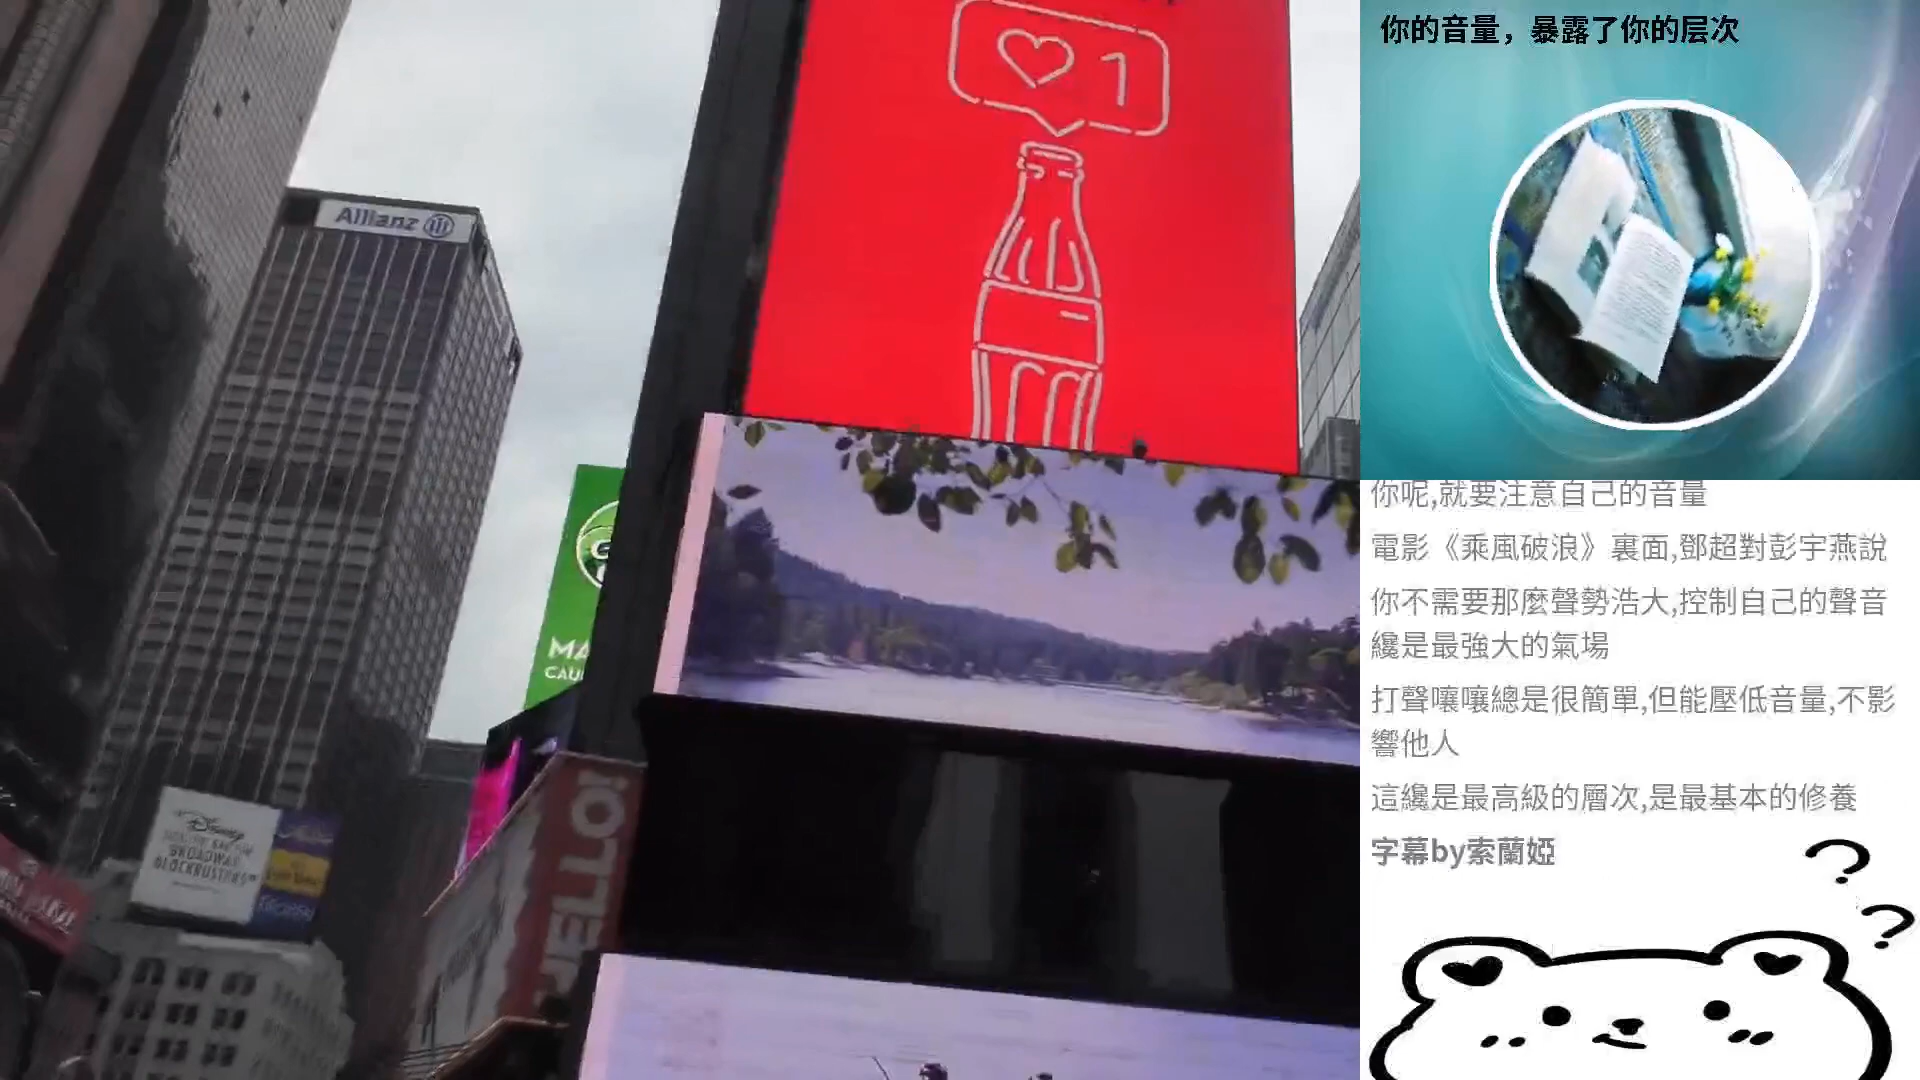 Allianz
1
MA
CAU
JELLO!
Disney
BROADWAY
BLOCKBUSTERS
你的音量，暴露了你的层次
你呢,就要注意自己的音量
電影《乘風破浪》裏面,鄧超對彭宇燕說
你不需要那麼聲勢浩大,控制自己的聲音
纔是最強大的氣場
打聲嚷嚷總是很簡單,但能壓低音量,不影
響他人
這纔是最高級的層次,是最基本的修養
字幕by索蘭婭
? ?